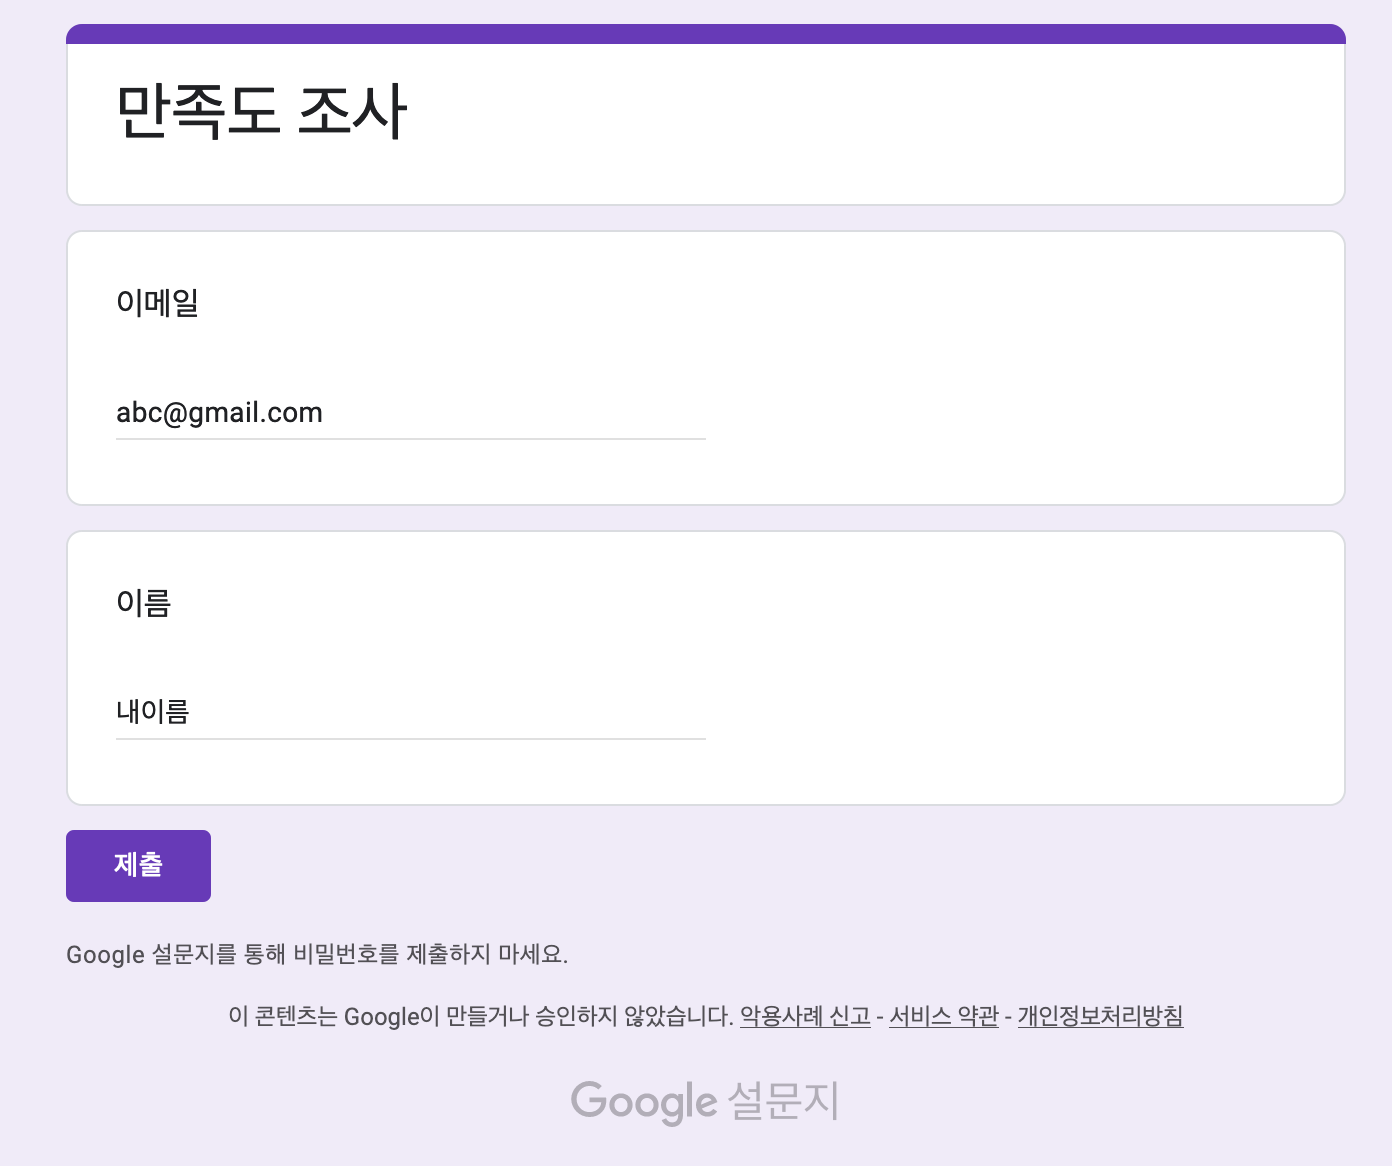 만족도 조사
이메일
abc@gmail.com
이름
내이름
제출
Google 설문지를 통해 비밀번호를 제출하지 마세요.
이 콘텐츠는 Google이 만들거나 승인하지 않았습니다. 악용사례 신고 - 서비스 약관 - 개인정보처리방침
Google 설문지